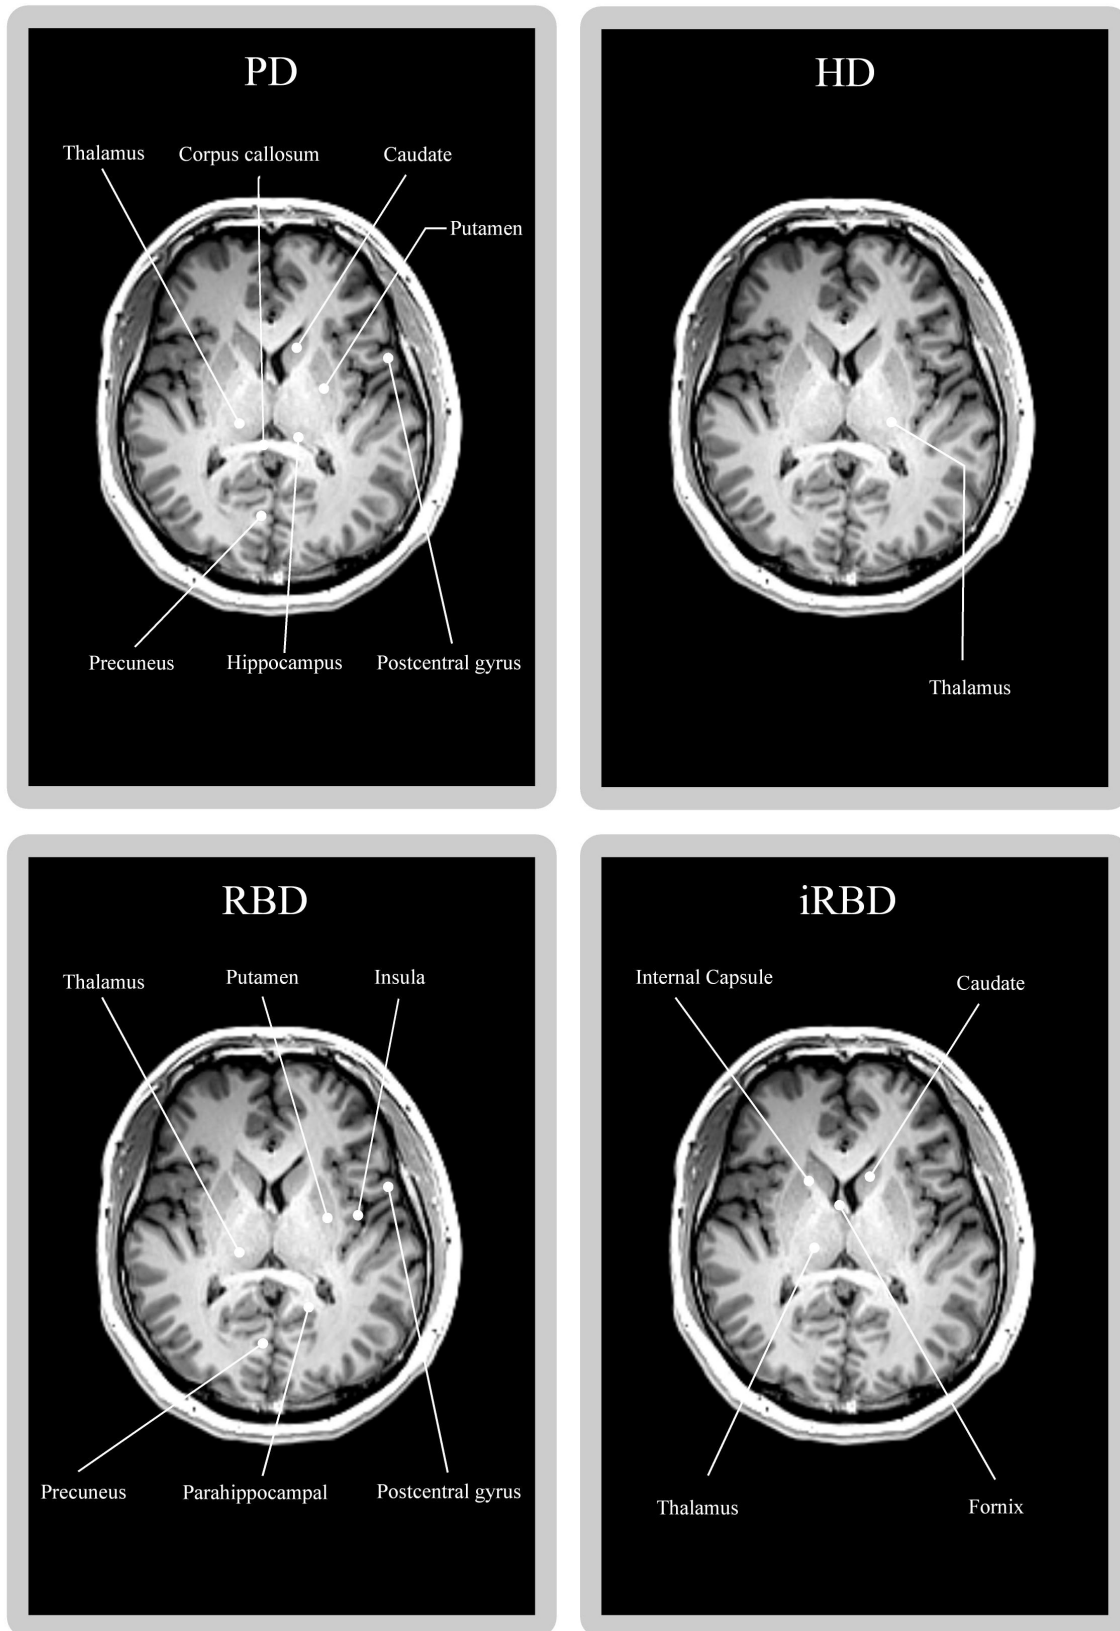 PD
Thalamus
Corpus callosum
Caudate
Putamen
Precuneus
Hippocampus
Postcentral gyrus
HD
Thalamus
RBD
Thalamus
Putamen
Insula
Precuneus
Parahippocampal
Postcentral gyrus
iRBD
Internal Capsule
Caudate
Thalamus
Fornix